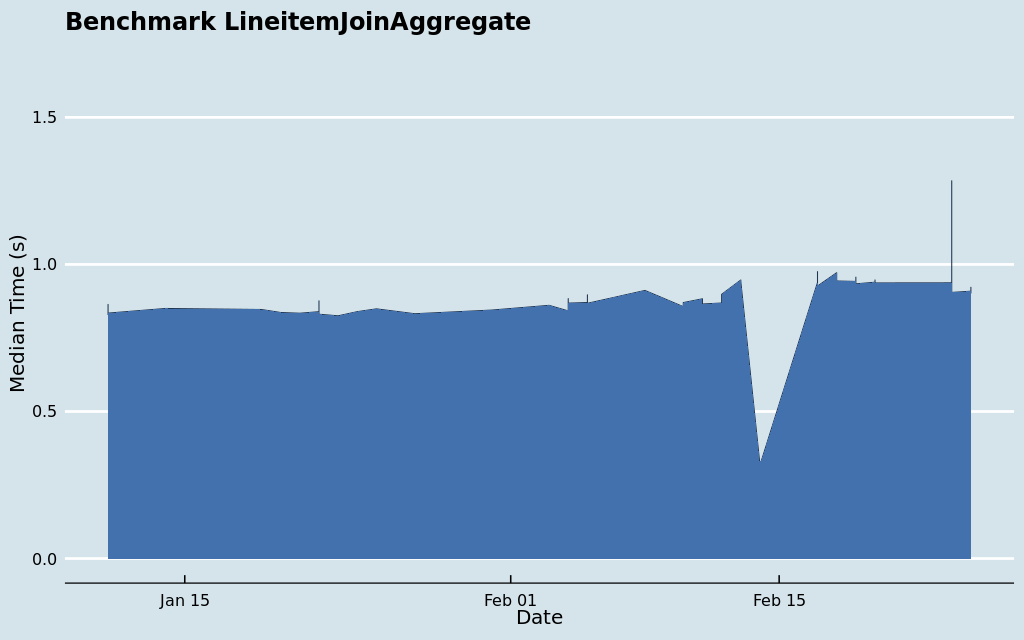 Benchmark LineitemJoinAggregate
1.5
1.0
0.5
0.0
Median Time (s)
Jan 15
Feb 01
Feb 15
Date